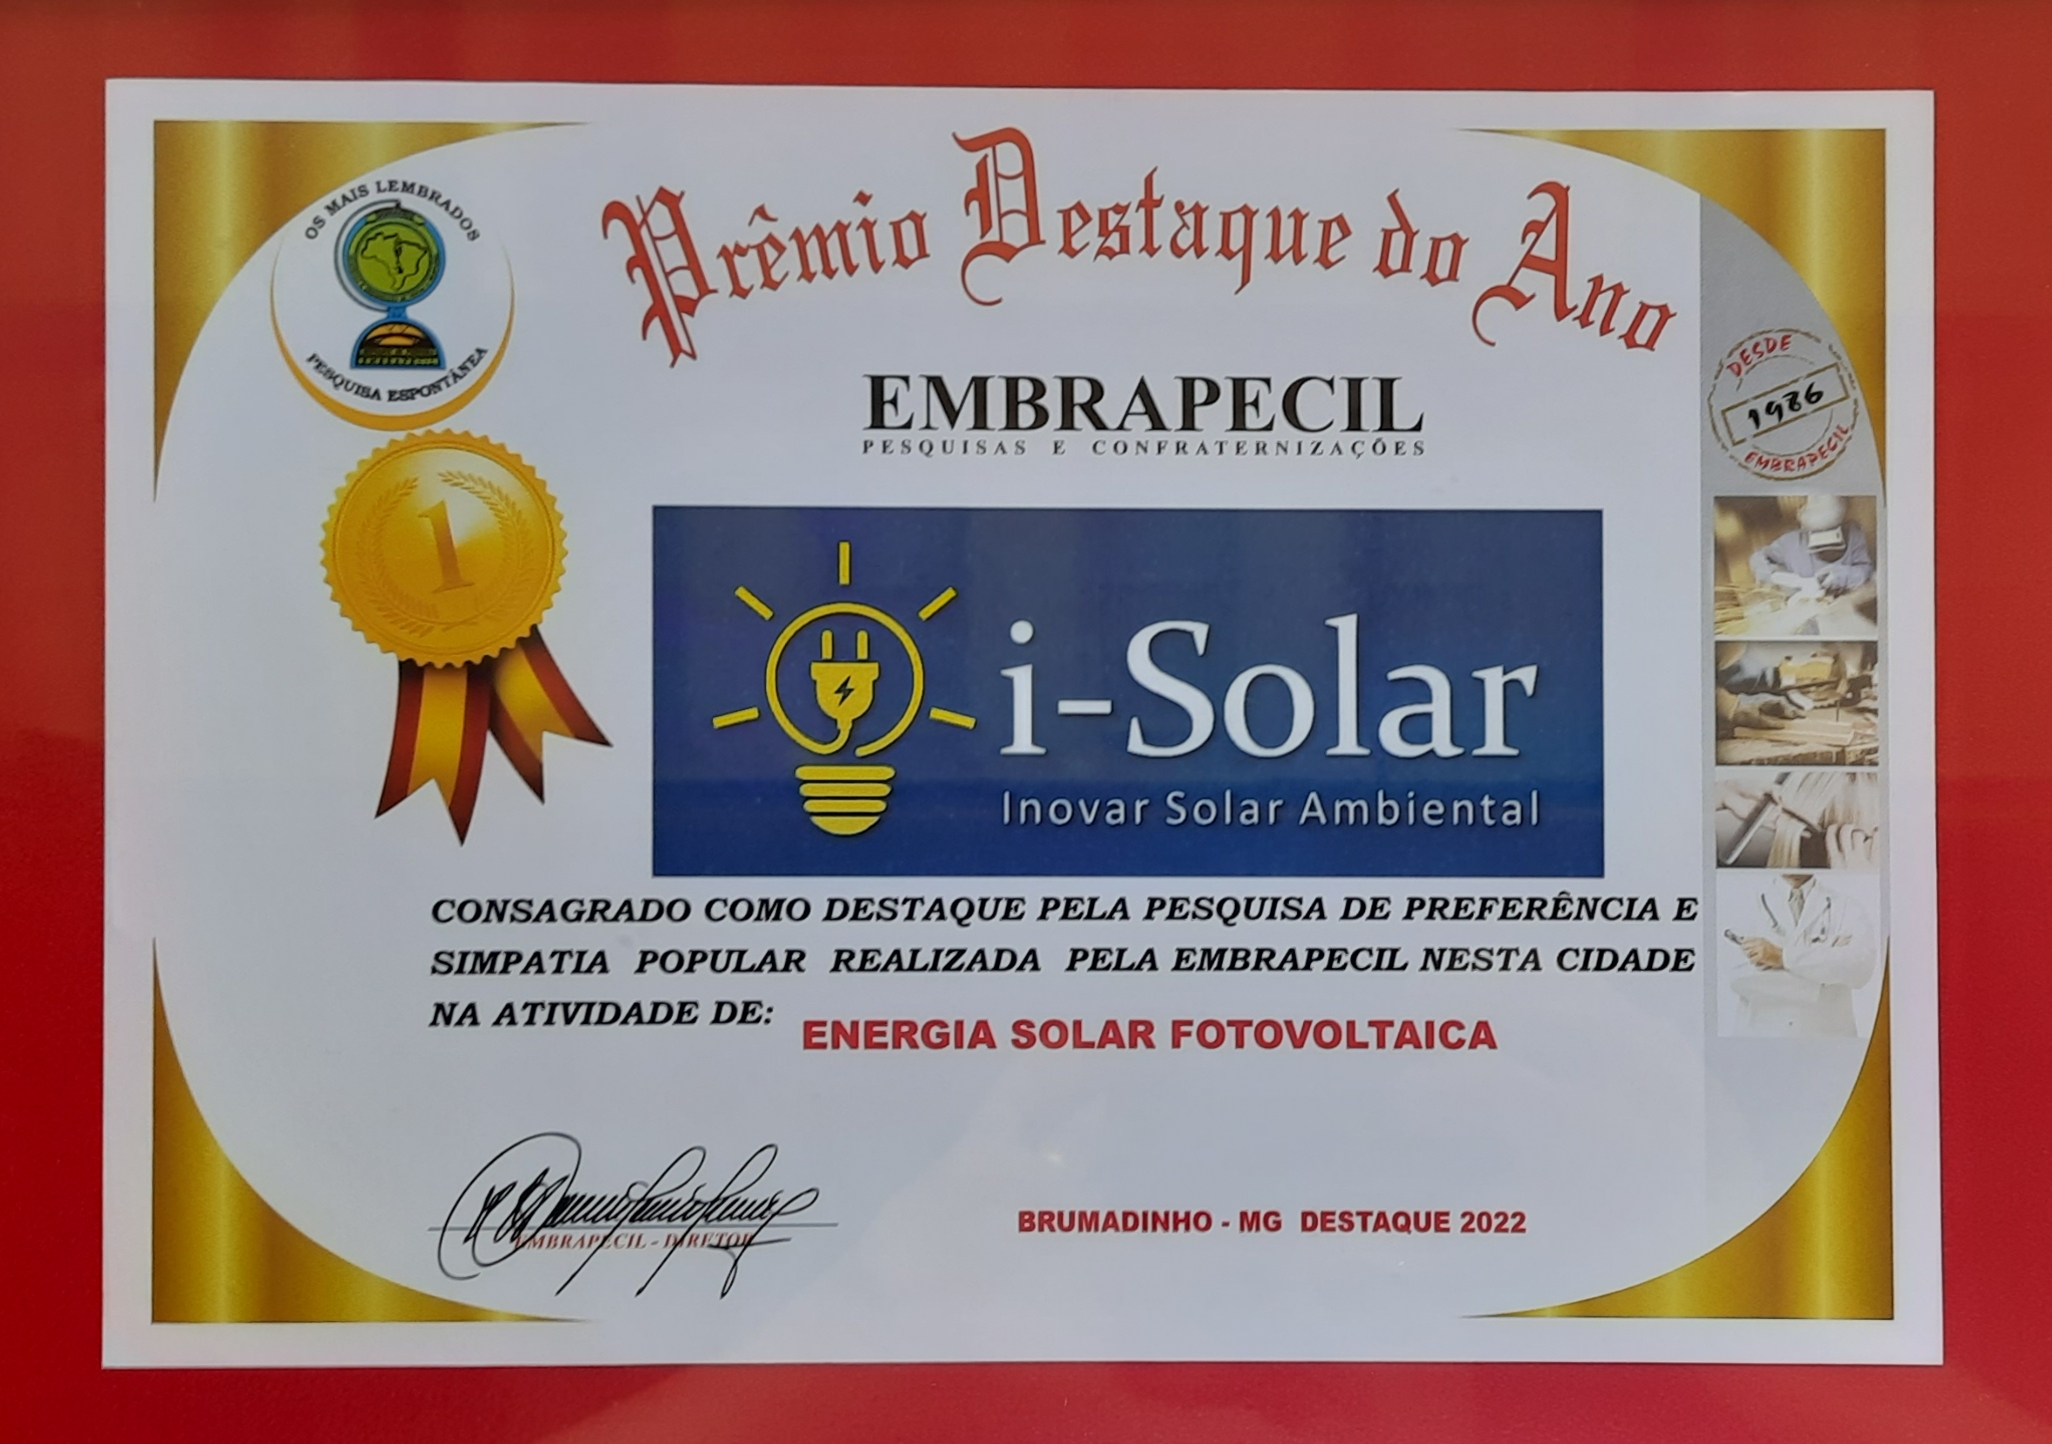 OS MAIS LEMBRADOS
PESQUISA ESPONTÂNEA
1
Prêmio Destaque do Ano
EMBRAPECIL
PESQUISAS E CONFRATERNIZAÇÕES
DESDE
1986
EMBRAPECIL
i-Solar
Inovar Solar Ambiental
CONSAGRADO COMO DESTAQUE PELA PESQUISA DE PREFERÊNCIA E
SIMPATIA POPULAR REALIZADA PELA EMBRAPECIL NESTA CIDADE
NA ATIVIDADE DE: ENERGIA SOLAR FOTOVOLTAICA
EMBRAPECIL - DIRETOR
BRUMADINHO - MG DESTAQUE 2022